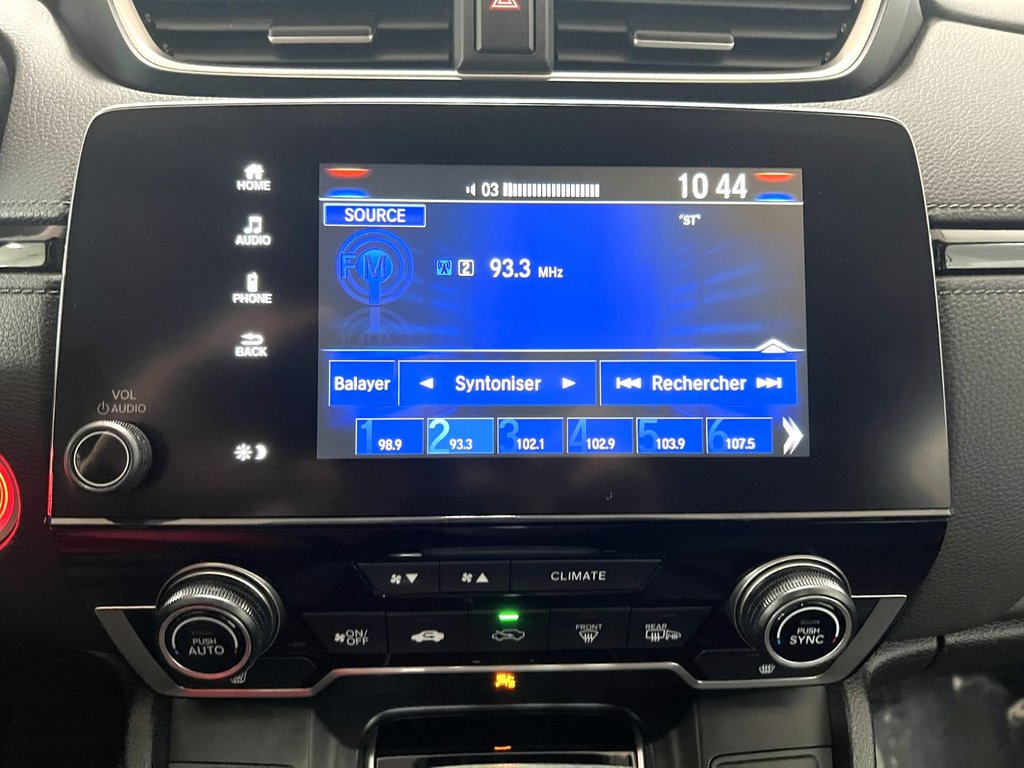 HOME
03
10 44
SOURCE
"ST"
AUDIO
FM
2 93.3 MHz
PHONE
BACK
Balayer
Syntoniser
Rechercher
VOL
AUDIO
1 98.9
2 93.3
3 102.1
4 102.9
5 103.9
6 107.5
CLIMATE
PUSH
AUTO
ON/
OFF
FRONT
REAR
PUSH
SYNC